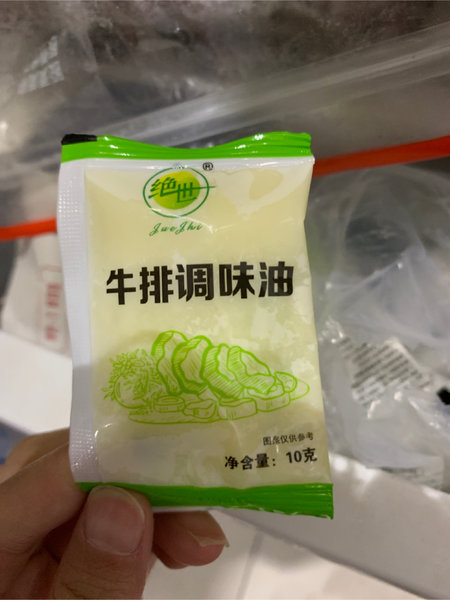 绝世®
JueShi
牛排调味油
图片仅供参考
净含量：10克